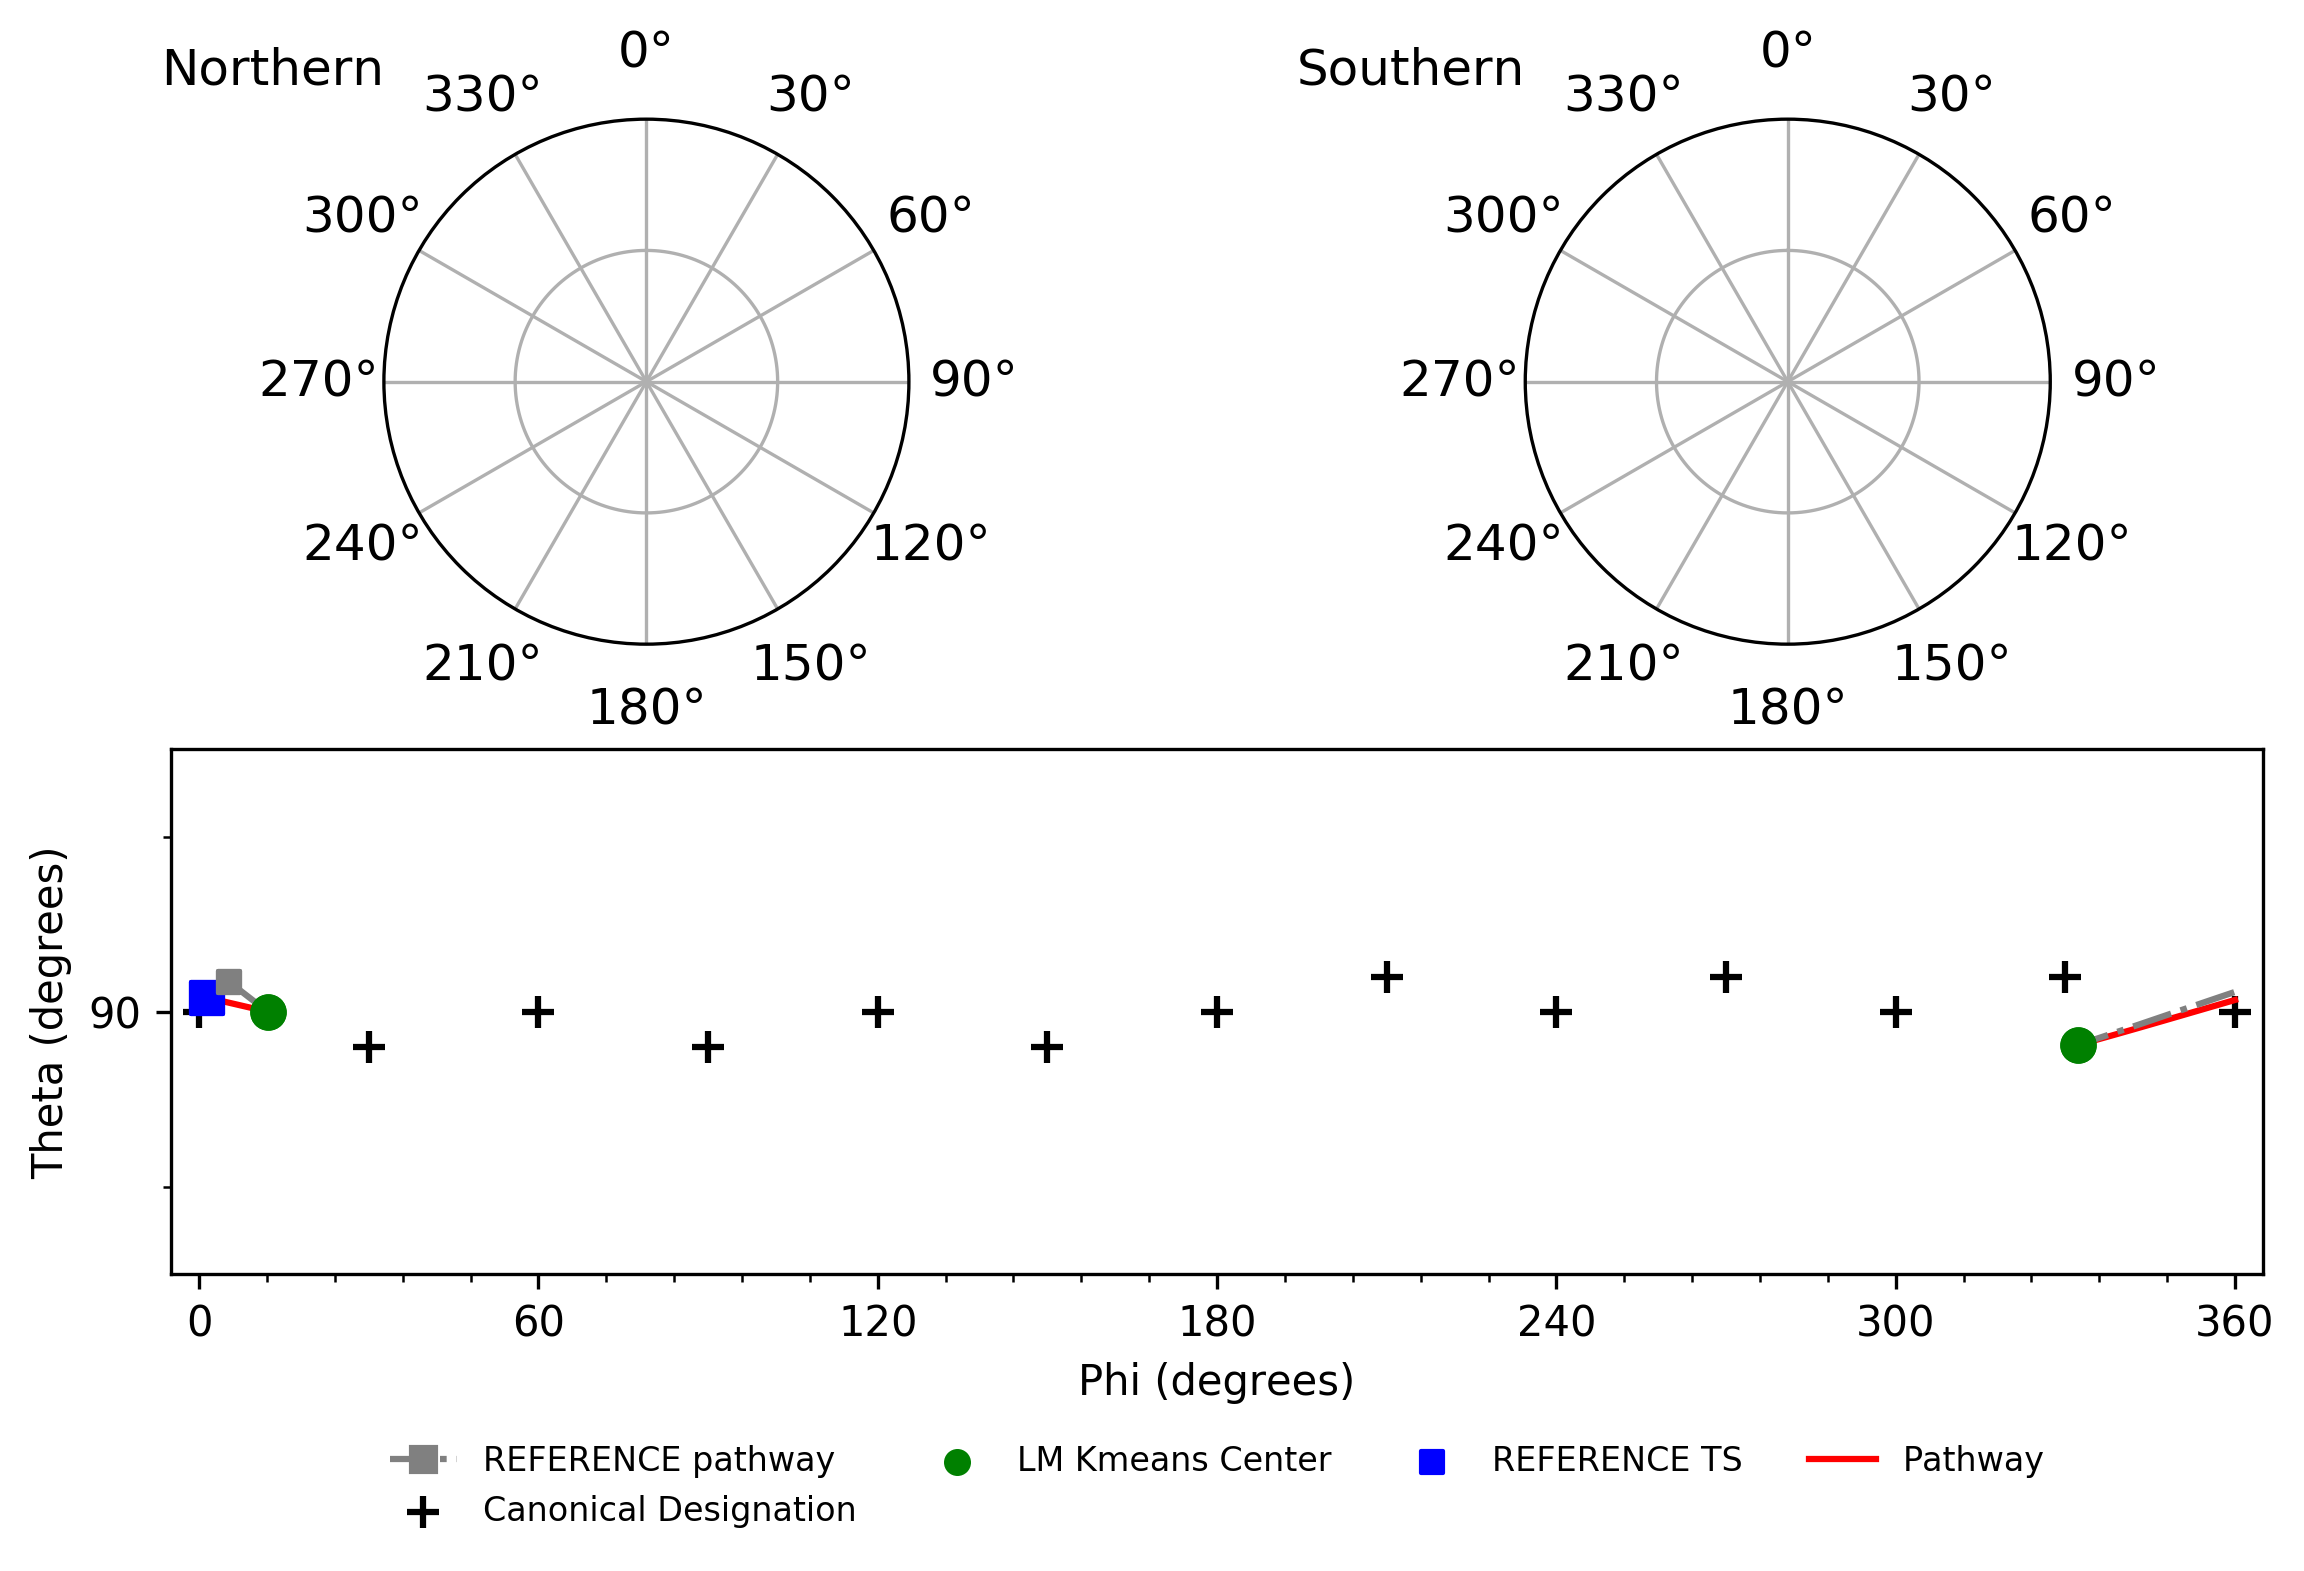 Northern
0°
30°
60°
90°
120°
150°
180°
210°
240°
270°
300°
330°
Southern
0°
30°
60°
90°
120°
150°
180°
210°
240°
270°
300°
330°
Theta (degrees)
90
0 60 120 180 240 300 360
Phi (degrees)
REFERENCE pathway
Canonical Designation
LM Kmeans Center
REFERENCE TS
Pathway